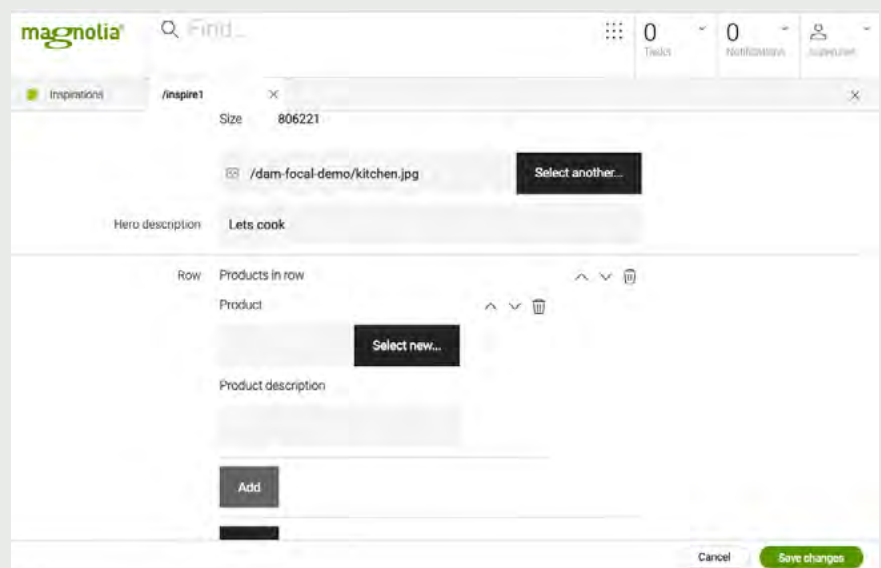 magnolia®
Find...
0
Tasks
0
Notifications
superuser
Inspirations
/inspire1
Size 806221
/dam-focal-demo/kitchen.jpg
Select another...
Hero description
Lets cook
Row
Products in row
Product
Select new...
Product description
Add
Cancel
Save changes